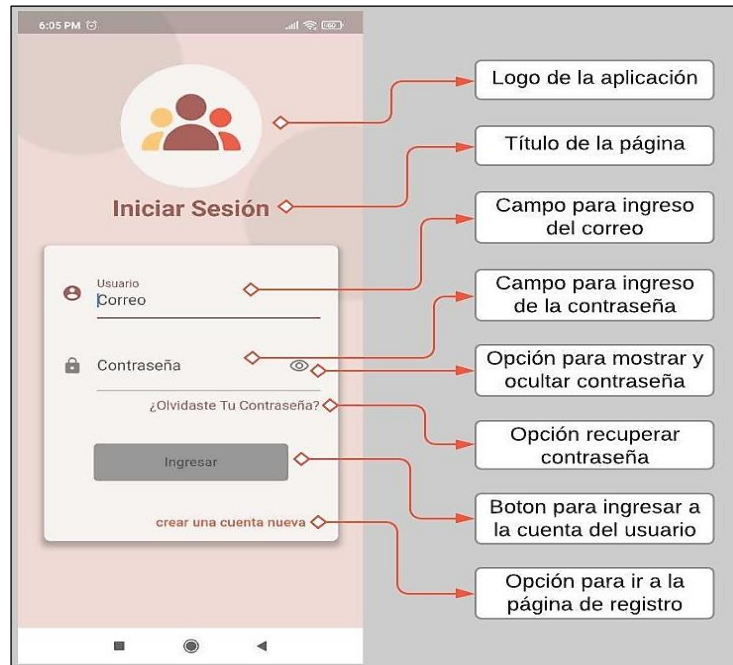 6:05 PM
60
Logo de la aplicación
Título de la página
Iniciar Sesión
Campo para ingreso
del correo
Usuario
Correo
Campo para ingreso
de la contraseña
Contraseña
Opción para mostrar y
ocultar contraseña
¿Olvidaste Tu Contraseña?
Opción recuperar
contraseña
Ingresar
Boton para ingresar a
la cuenta del usuario
crear una cuenta nueva
Opción para ir a la
página de registro